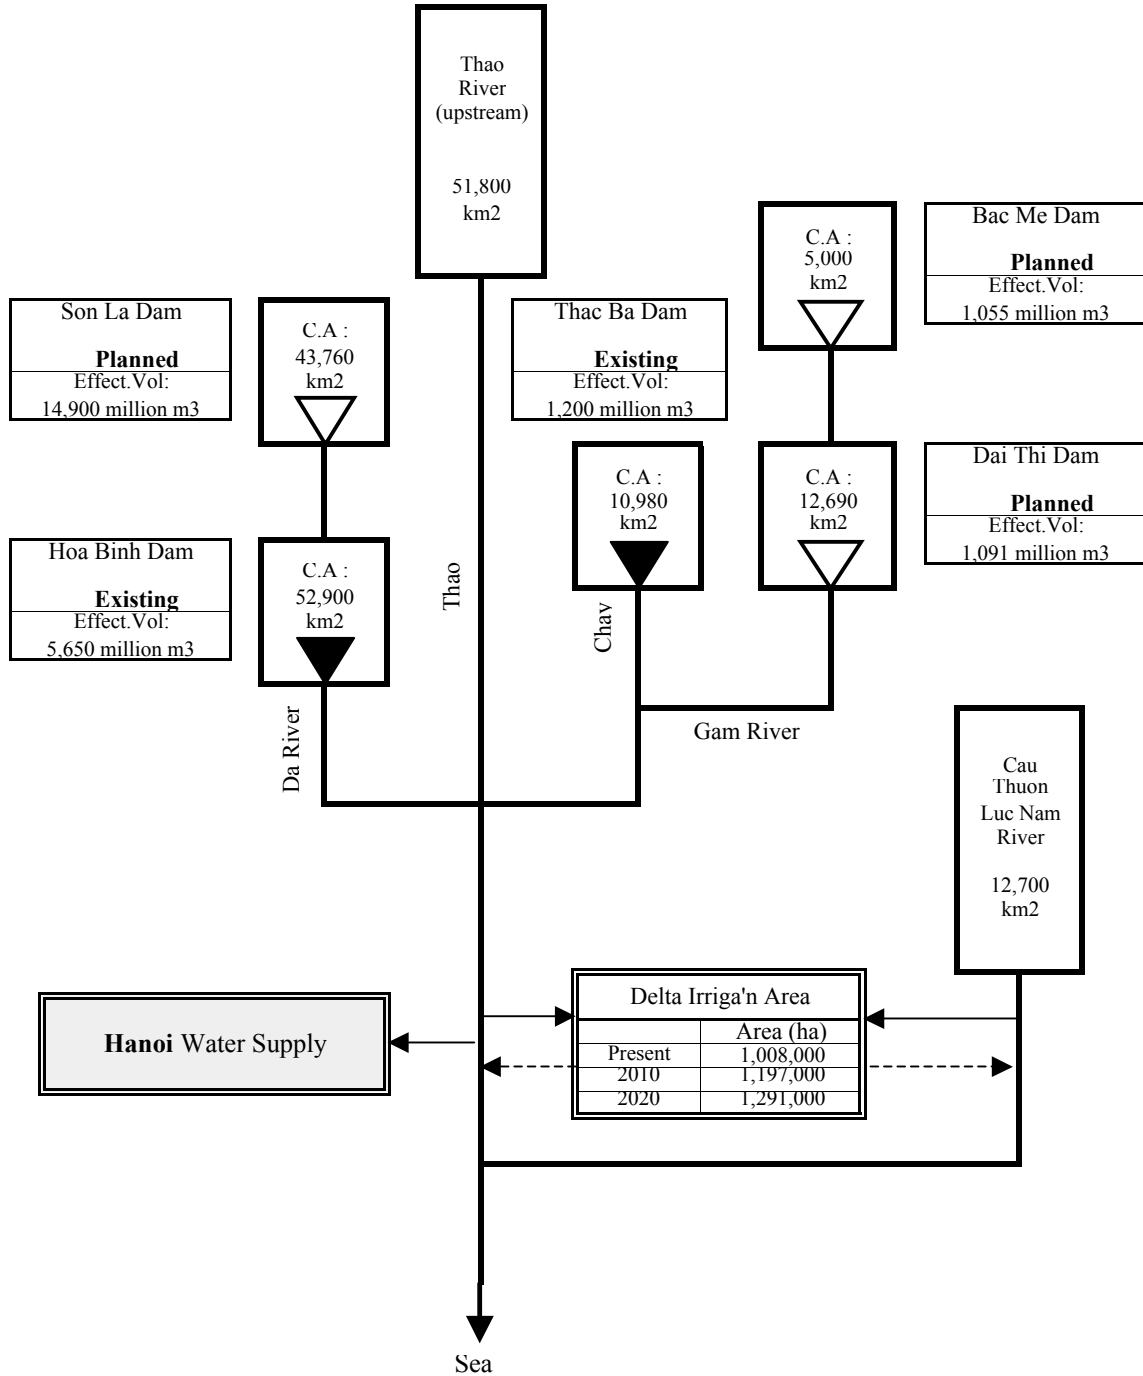 Thao
River
(upstream)
51,800
km2
C.A :
5,000
km2
Bac Me Dam
Planned
Effect.Vol:
1,055 million m3
Son La Dam
Planned
Effect.Vol:
14,900 million m3
C.A :
43,760
km2
Thac Ba Dam
Existing
Effect.Vol:
1,200 million m3
C.A :
10,980
km2
C.A :
12,690
km2
Dai Thi Dam
Planned
Effect.Vol:
1,091 million m3
Hoa Binh Dam
Existing
Effect.Vol:
5,650 million m3
C.A :
52,900
km2
Thao
Chav
Da River
Gam River
Cau
Thuon
Luc Nam
River
12,700
km2
Hanoi Water Supply
Delta Irriga'n Area
Area (ha)
Present 1,008,000
2010 1,197,000
2020 1,291,000
Sea